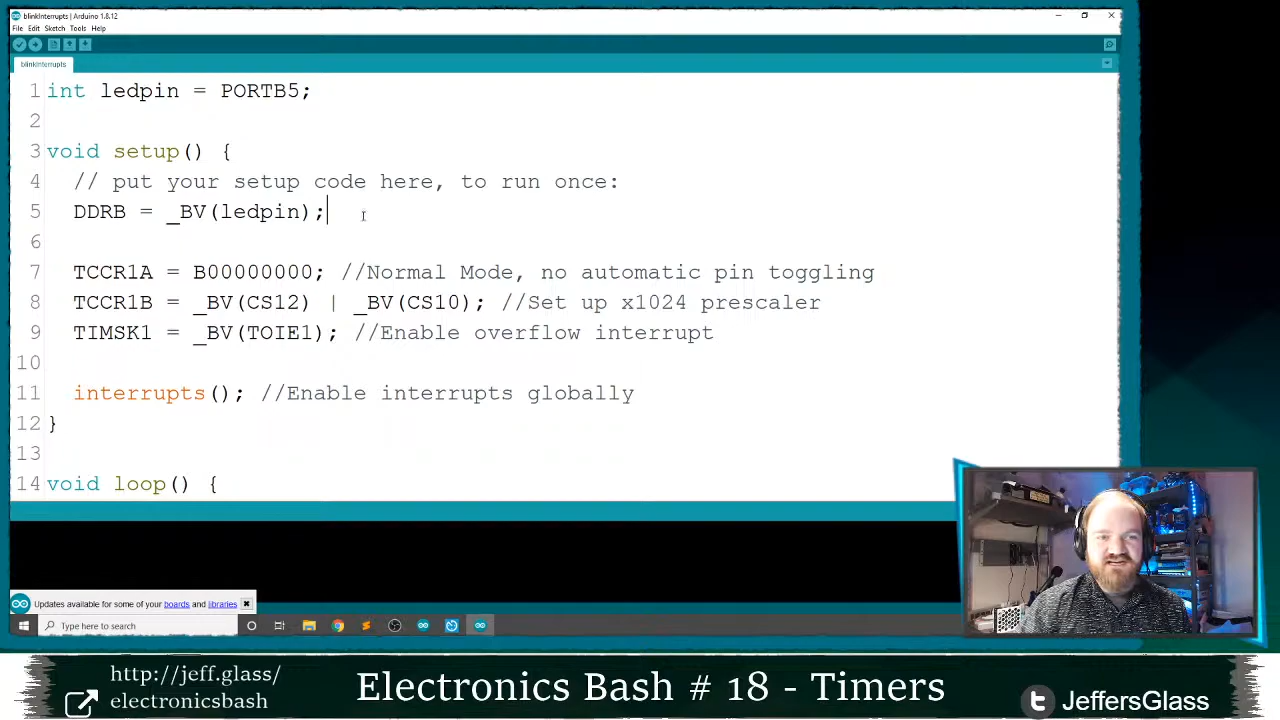 blinkInterrupts | Arduino 1.8.12
File Edit Sketch Tools Help
blinkInterrupts
1 int ledpin = PORTB5;
2
3 void setup() {
4 // put your setup code here, to run once:
5 DDRB = _BV(ledpin);
6
7 TCCR1A = B00000000; //Normal Mode, no automatic pin toggling
8 TCCR1B = _BV(CS12) | _BV(CS10); //Set up x1024 prescaler
9 TIMSK1 = _BV(TOIE1); //Enable overflow interrupt
10
11 interrupts(); //Enable interrupts globally
12 }
13
14 void loop() {
Updates available for some of your boards and libraries
Type here to search
http://jeff.glass/
electronicsbash
Electronics Bash # 18 - Timers
JeffersGlass